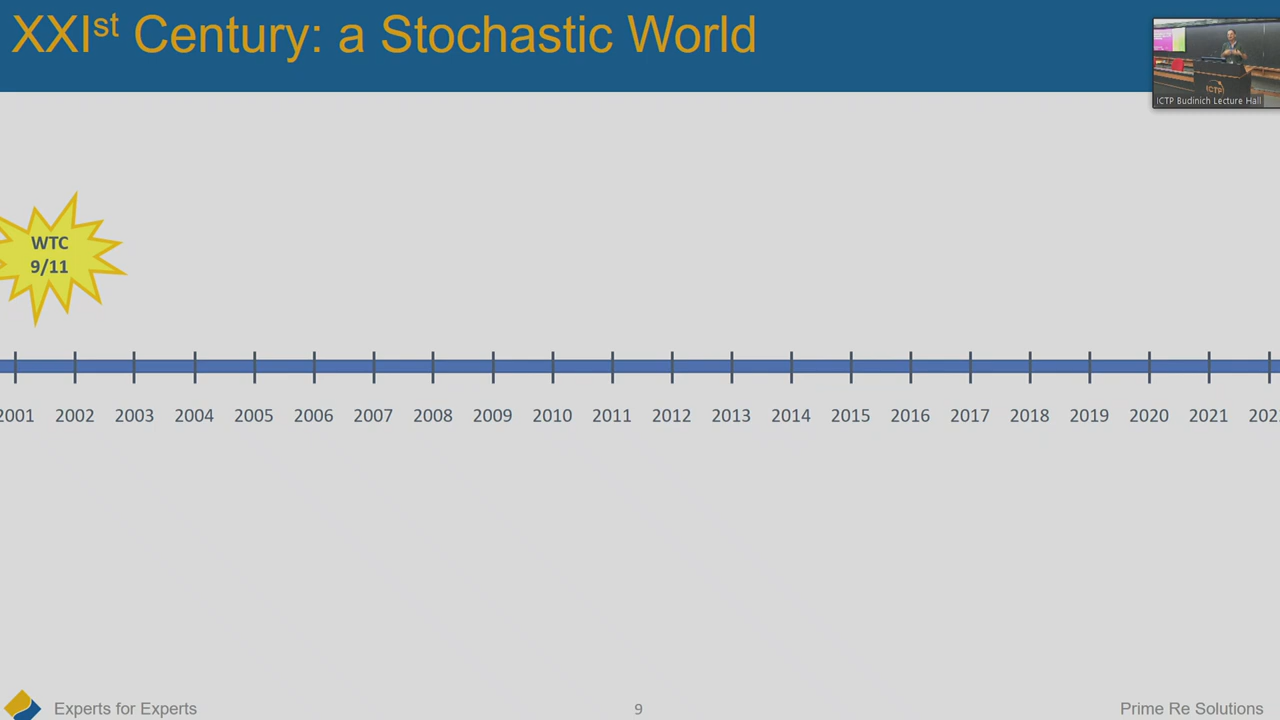 XXIst Century: a Stochastic World
ICTP
ICTP Budinich Lecture Hall
WTC
9/11
2001 2002 2003 2004 2005 2006 2007 2008 2009 2010 2011 2012 2013 2014 2015 2016 2017 2018 2019 2020 2021 202
Experts for Experts 9 Prime Re Solutions